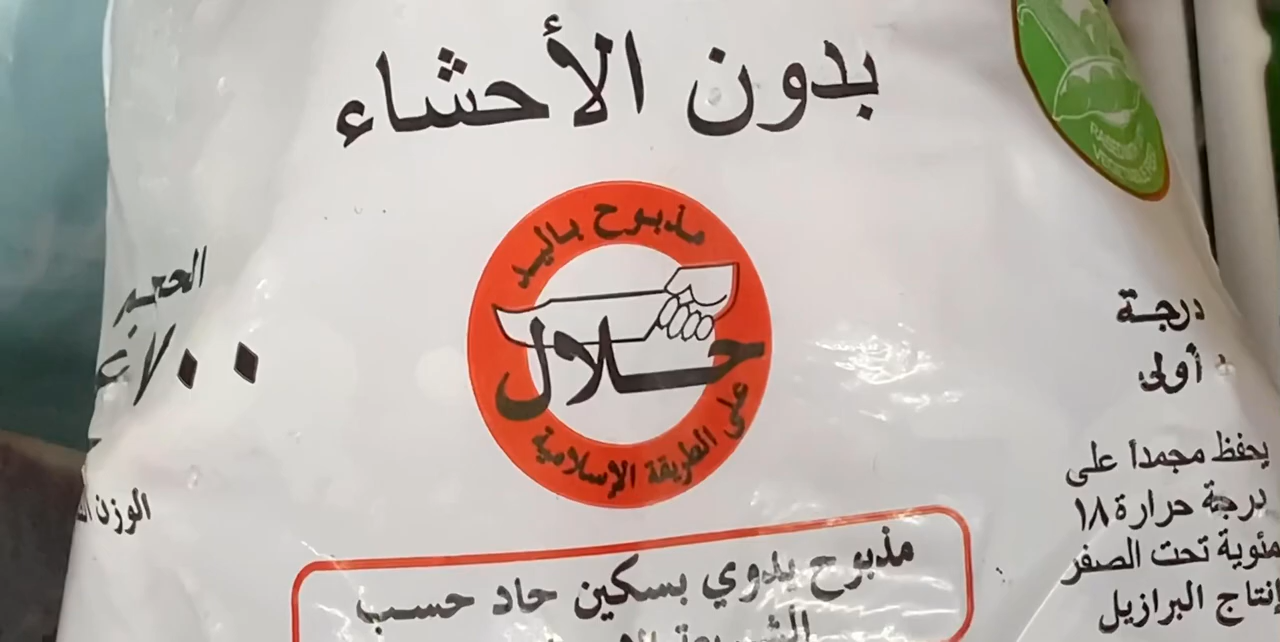 بدون الأحشاء
مذبوح باليد
حلال
على الطريقة الإسلامية
درجة
أولى
يحفظ مجمداً على
درجة حرارة ١٨
مئوية تحت الصفر
إنتاج البرازيل
الحجم
الوزن
مذبوح يدوي بسكين حاد حسب